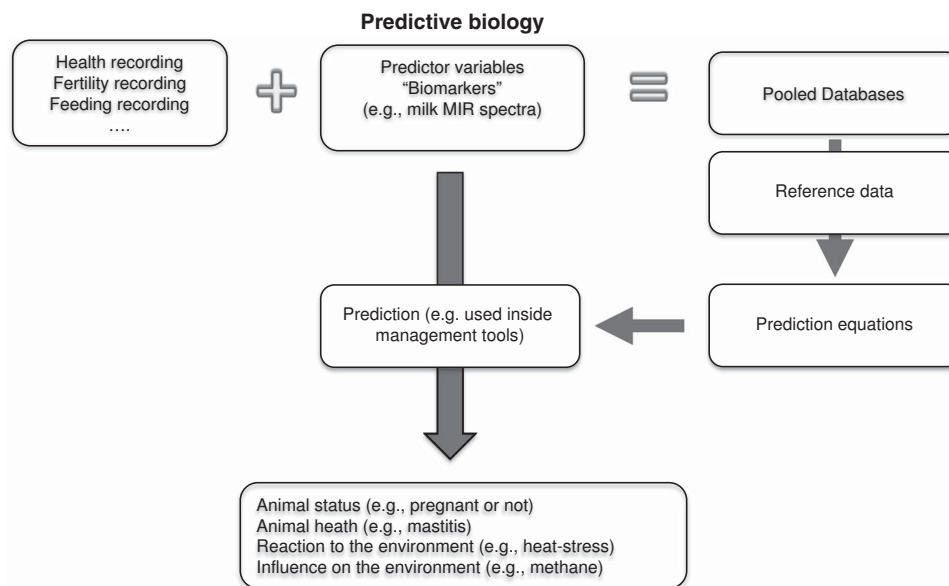 Predictive biology
Health recording
Fertility recording
Feeding recording
….
Predictor variables
“Biomarkers”
(e.g., milk MIR spectra)
Pooled Databases
Reference data
Prediction equations
Prediction (e.g. used inside
management tools)
Animal status (e.g., pregnant or not)
Animal heath (e.g., mastitis)
Reaction to the environment (e.g., heat-stress)
Influence on the environment (e.g., methane)